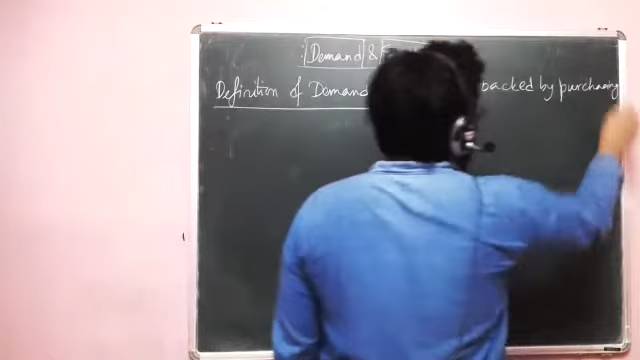 : Demand &
Definition of Demand backed by purchasing